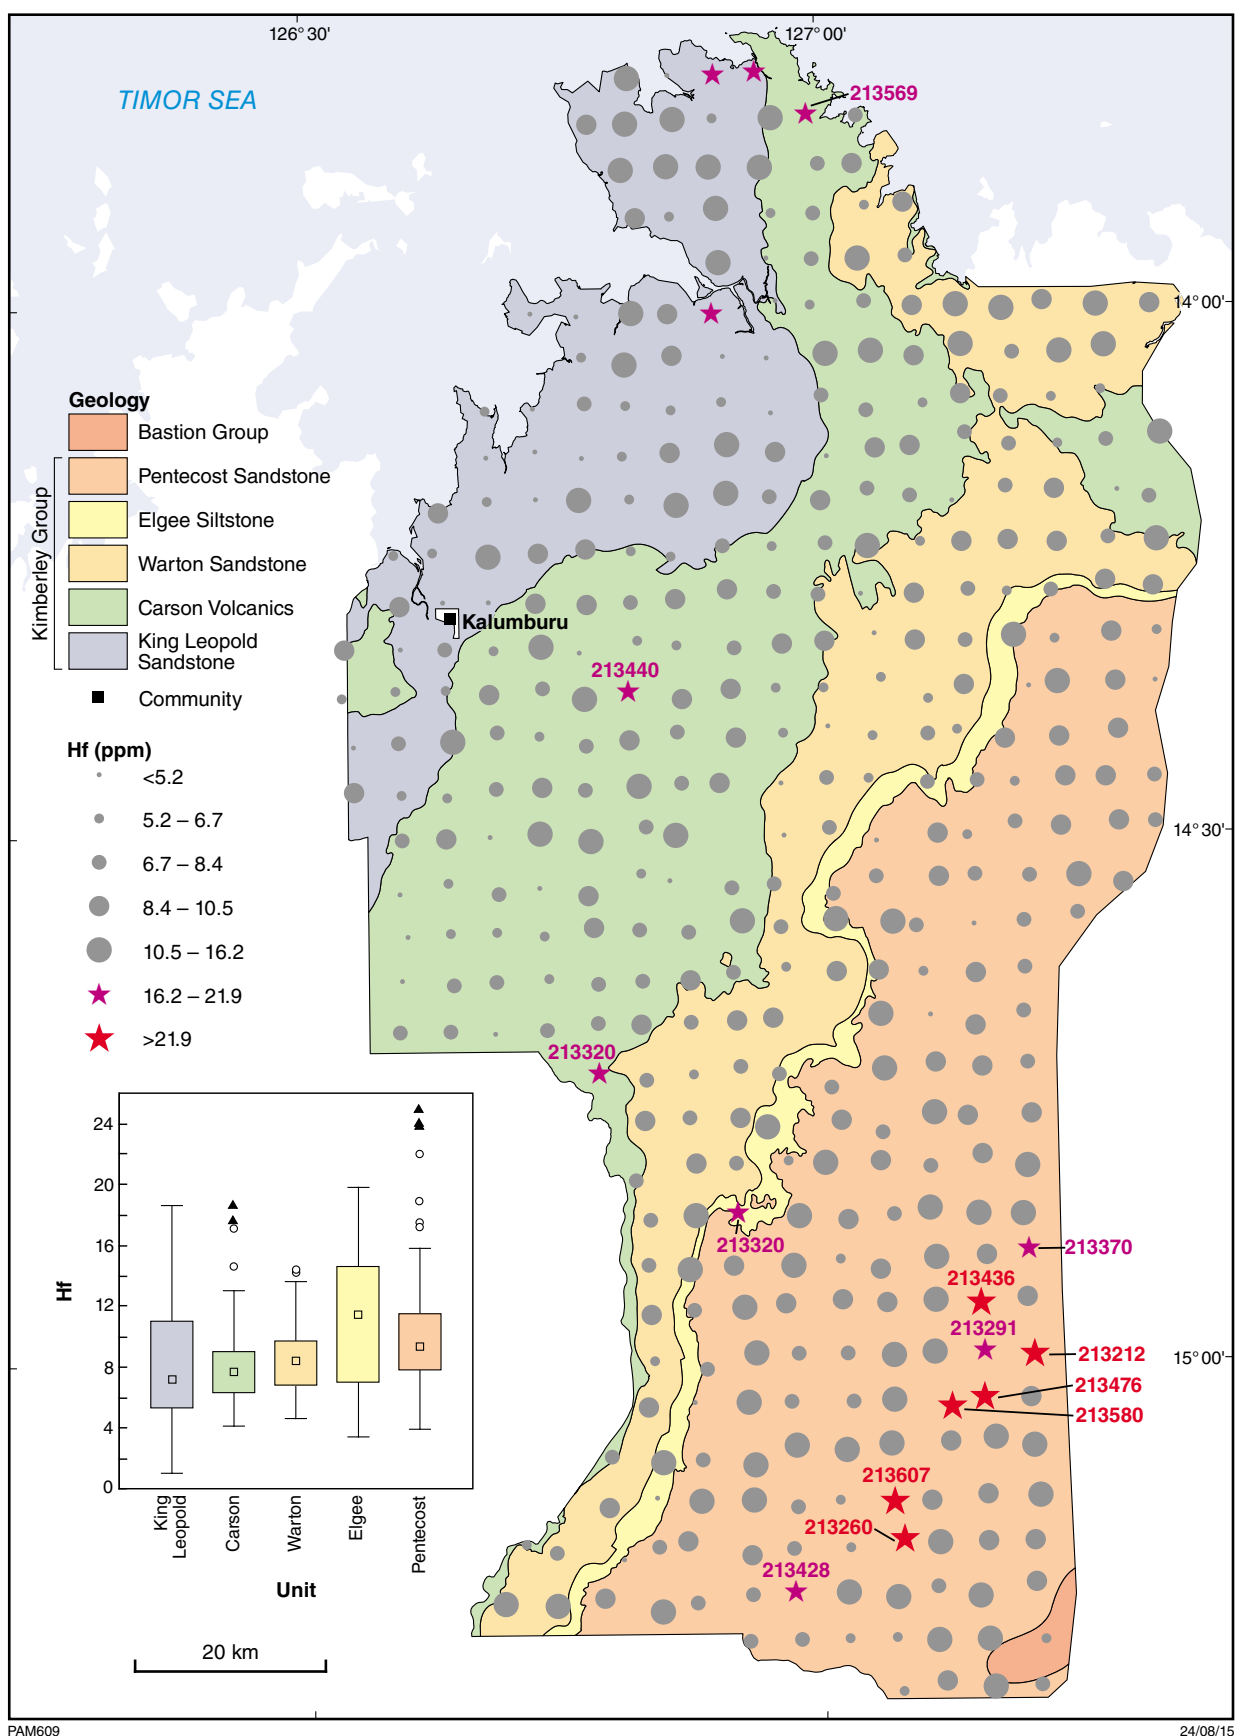 126°30'
127°00'
TIMOR SEA
213569
14°00'
Geology
Bastion Group
Pentecost Sandstone
Elgee Siltstone
Warton Sandstone
Carson Volcanics
King Leopold
Sandstone
Kimberley Group
Community
Kalumburu
213440
Hf (ppm)
<5.2
5.2 – 6.7
6.7 – 8.4
8.4 – 10.5
10.5 – 16.2
16.2 – 21.9
>21.9
14°30'
213320
213320
213370
213436
213291
15°00'
213212
213476
213580
213607
213260
213428
24
20
16
12
8
4
0
Hf
King
Leopold
Carson
Warton
Elgee
Pentecost
Unit
20 km
PAM609
24/08/15